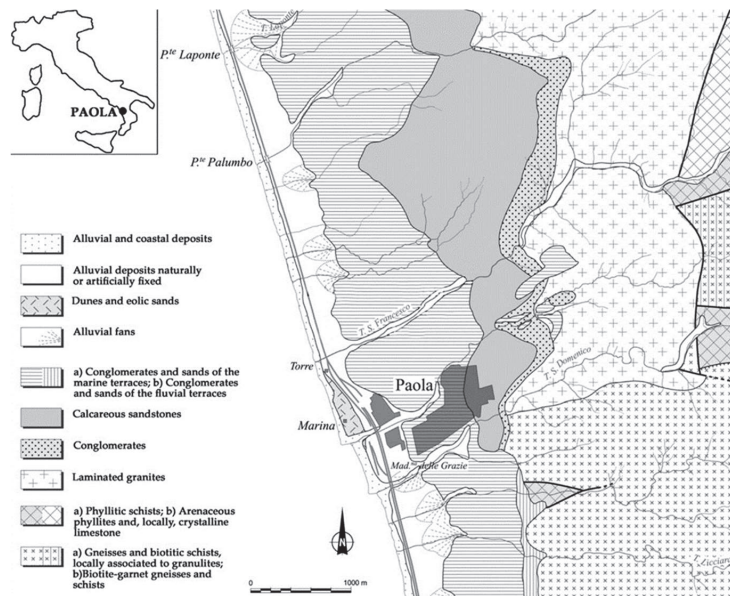 PAOLA
T. Laponte
P.te Laponte
P.te Palumbo
T. S. Francesco
T. S. Domenico
Torre
Paola
Marina
Mad.na delle Grazie
T. Licciardo
Alluvial and coastal deposits
Alluvial deposits naturally
or artificially fixed
Dunes and eolic sands
Alluvial fans
a) Conglomerates and sands of the
marine terraces; b) Conglomerates
and sands of the fluvial terraces
Calcareous sandstones
Conglomerates
Laminated granites
a) Phyllitic schists; b) Arenaceous
phyllites and, locally, crystalline
limestone
a) Gneisses and biotitic schists,
locally associated to granulites;
b)Biotite-garnet gneisses and
schists
N
0 1000 m